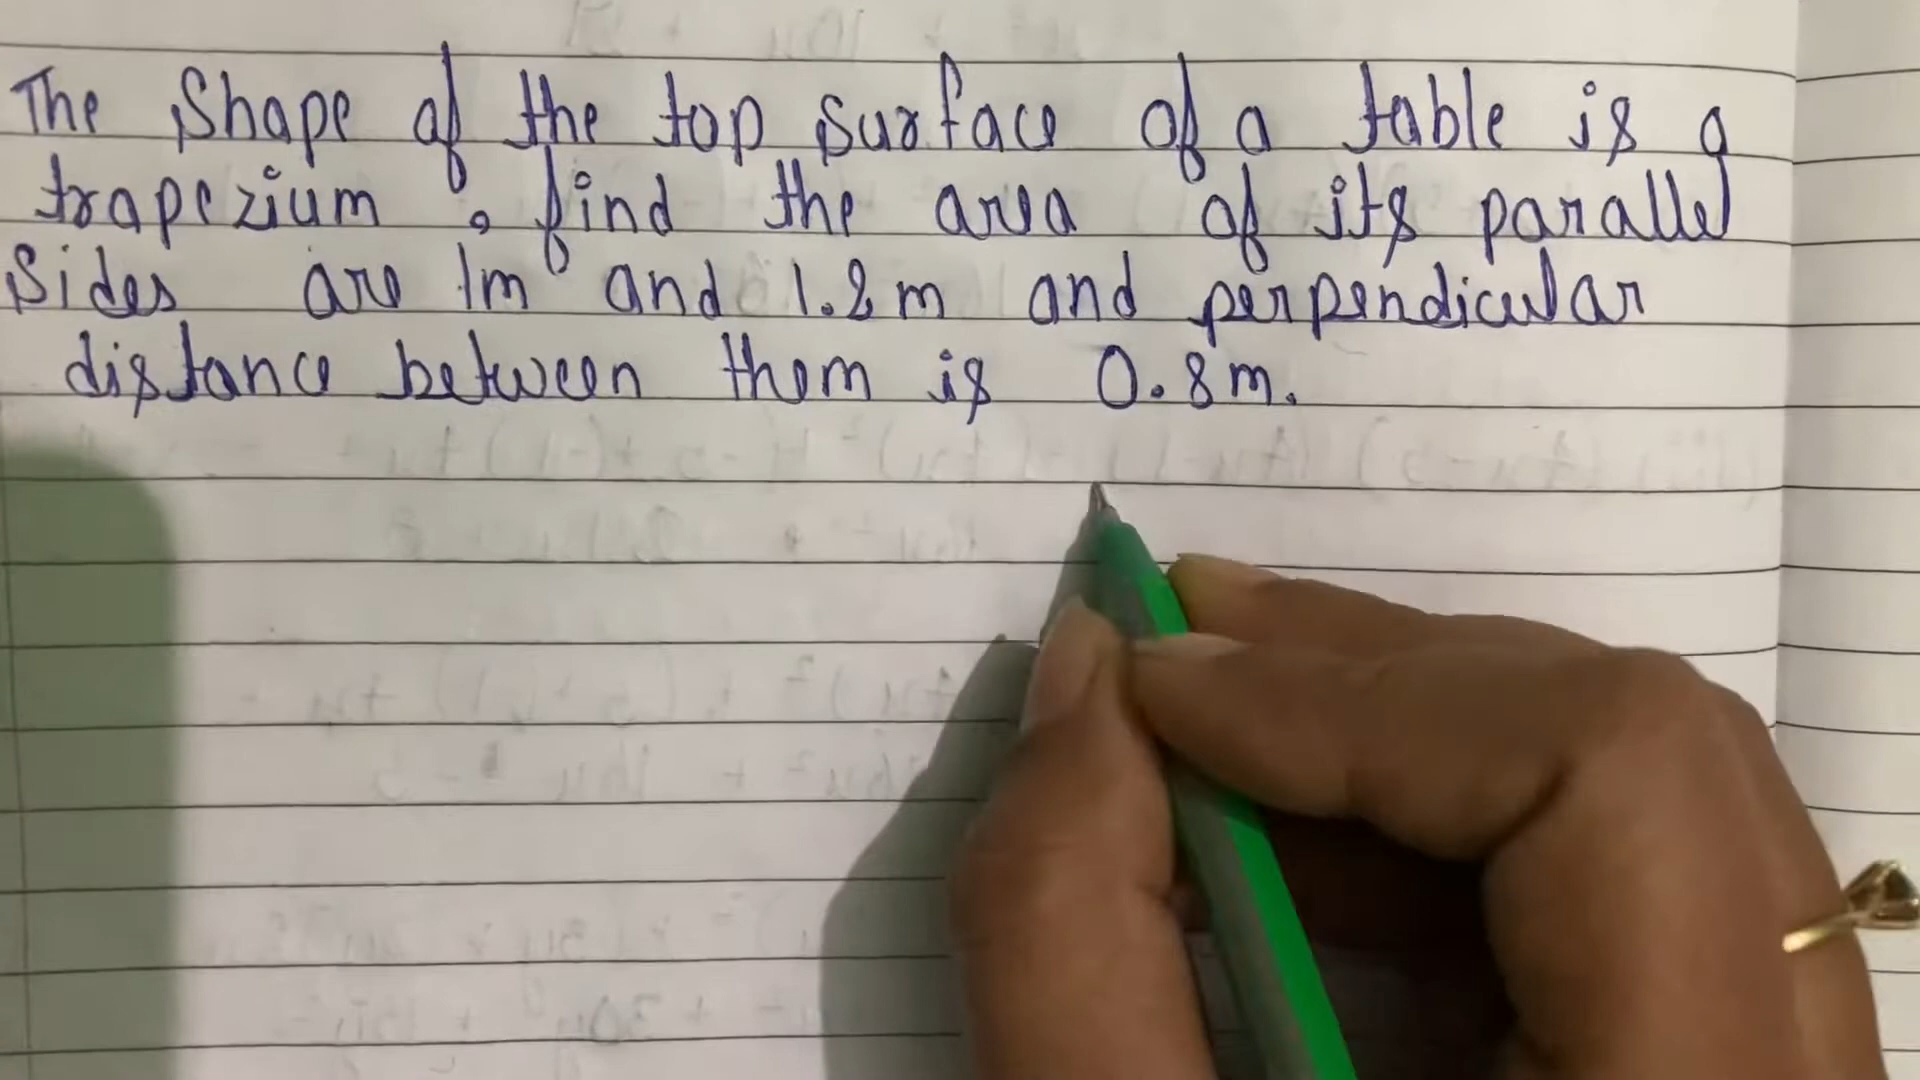 The Shape of the top surface of a table is a
trapezium. find the area of its parallel
Sides are 1m and 1.2m and perpendicular
distance between them is 0.8m.